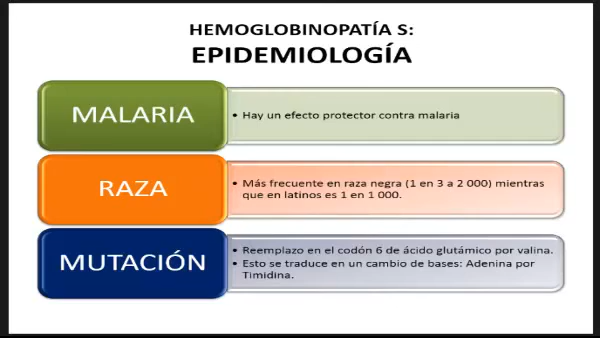 HEMOGLOBINOPATÍA S:
EPIDEMIOLOGÍA
MALARIA
• Hay un efecto protector contra malaria
RAZA
• Más frecuente en raza negra (1 en 3 a 2 000) mientras
que en latinos es 1 en 1 000.
MUTACIÓN
• Reemplazo en el codón 6 de ácido glutámico por valina.
• Esto se traduce en un cambio de bases: Adenina por
Timidina.